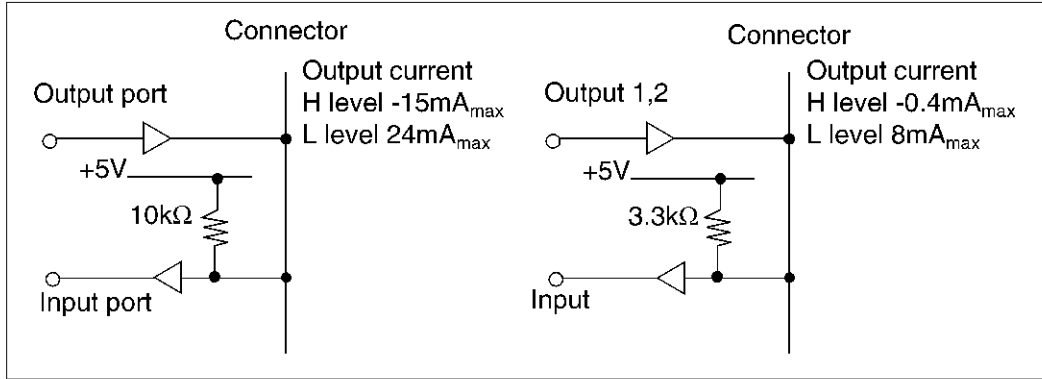 Connector
Output current
H level -15mAmax
L level 24mAmax
Output port
+5V
10kΩ
Input port
Connector
Output current
H level -0.4mAmax
L level 8mAmax
Output 1,2
+5V
3.3kΩ
Input